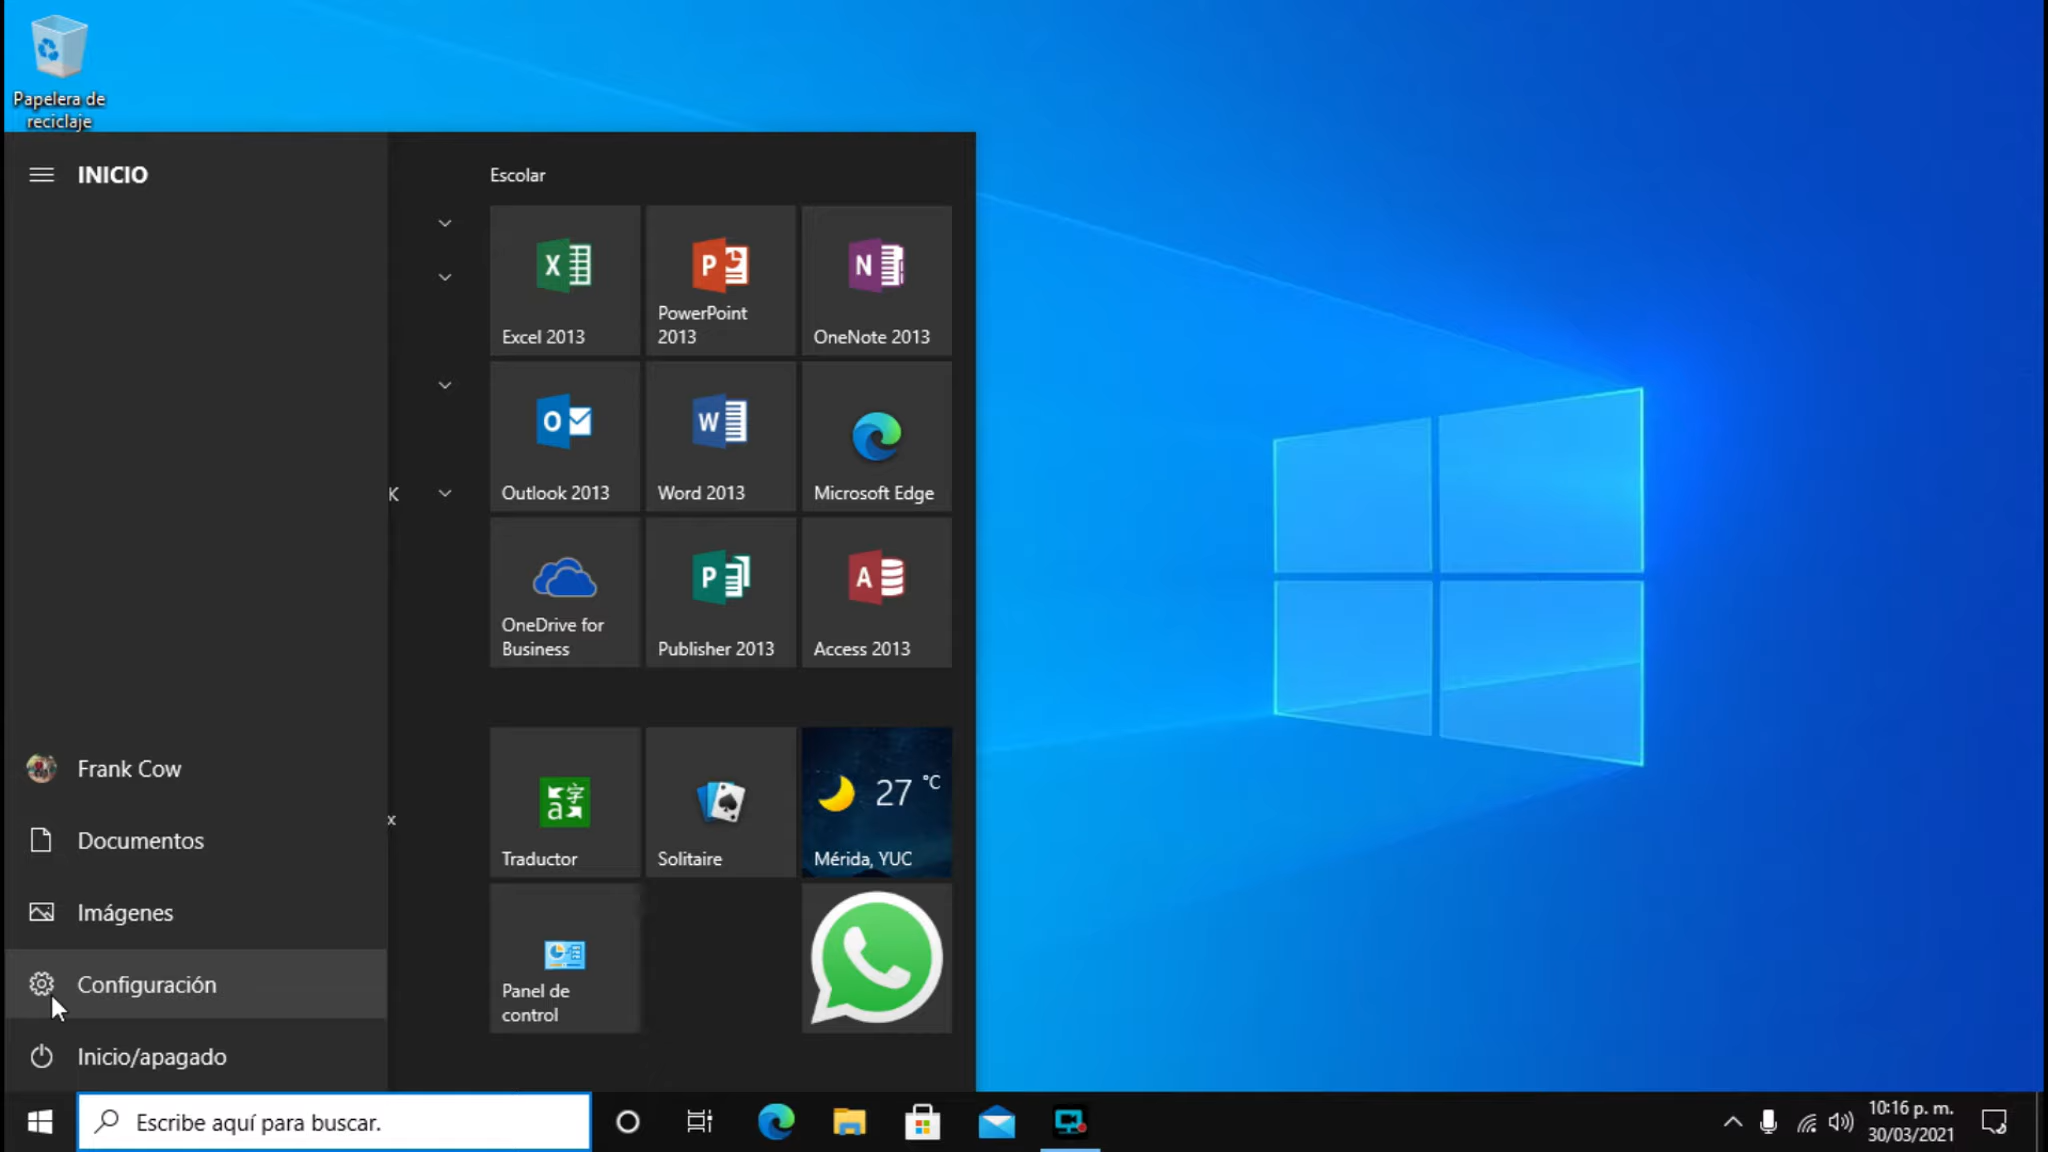 Papelera de
reciclaje
INICIO
Escolar
Excel 2013
PowerPoint
2013
OneNote 2013
Outlook 2013
Word 2013
Microsoft Edge
K
OneDrive for
Business
Publisher 2013
Access 2013
Frank Cow
Documentos
Imágenes
Configuración
Inicio/apagado
x
Traductor
Solitaire
27 °C
Mérida, YUC
Panel de
control
Escribe aquí para buscar.
10:16 p. m.
30/03/2021